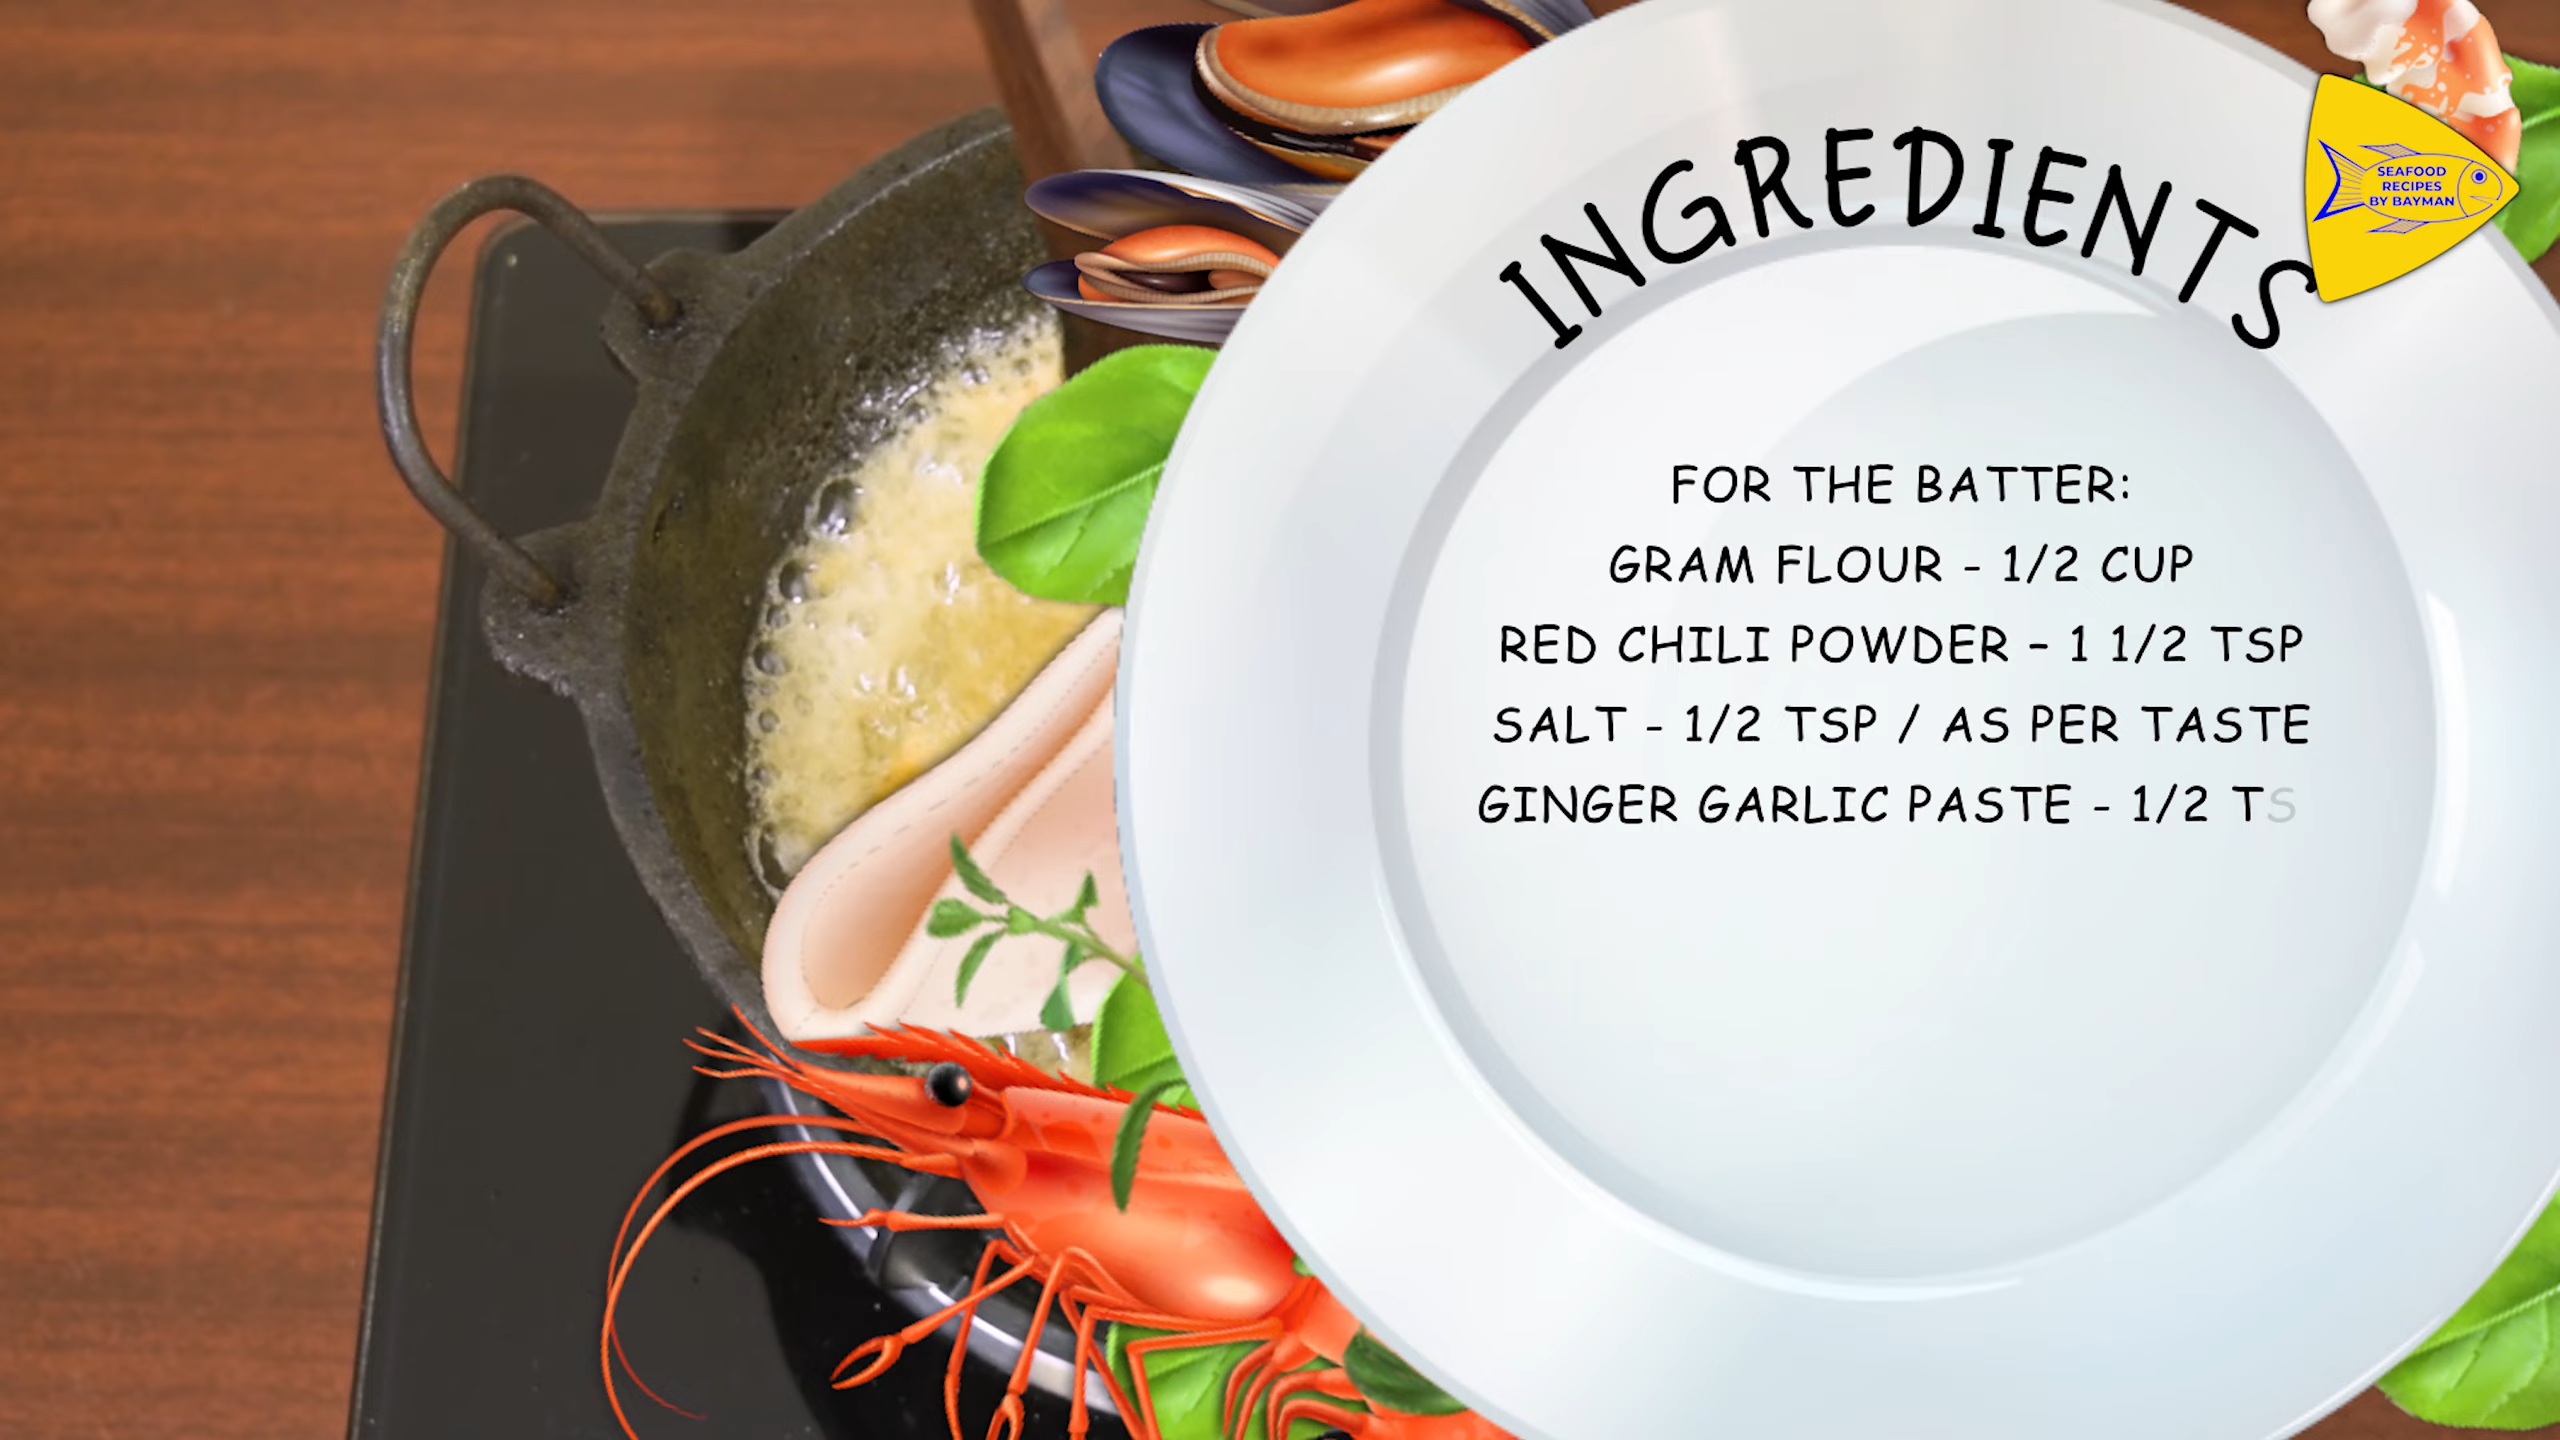 INGREDIENTS
SEAFOOD
RECIPES
BY BAYMAN
FOR THE BATTER:
GRAM FLOUR - 1/2 CUP
RED CHILI POWDER - 1 1/2 TSP
SALT - 1/2 TSP / AS PER TASTE
GINGER GARLIC PASTE - 1/2 TS